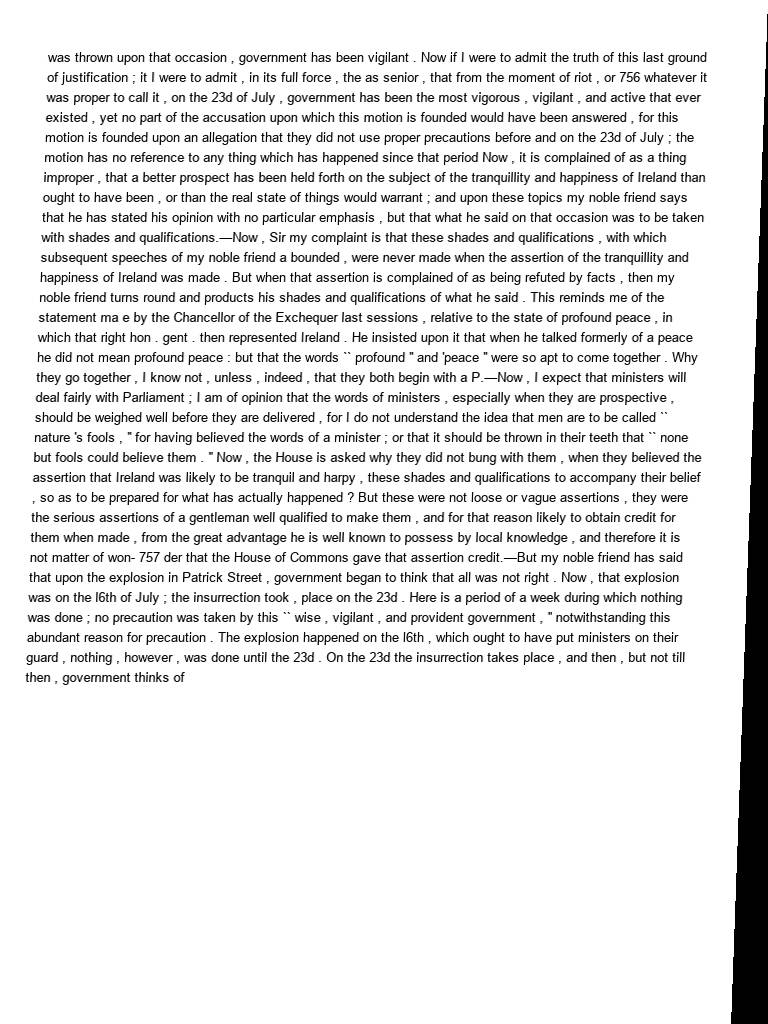 was thrown upon that occasion , government has been vigilant . Now if I were to admit the truth of this last ground
of justification ; it I were to admit , in its full force , the as senior , that from the moment of riot , or 756 whatever it
was proper to call it , on the 23d of July , government has been the most vigorous , vigilant , and active that ever
existed , yet no part of the accusation upon which this motion is founded would have been answered , for this
motion is founded upon an allegation that they did not use proper precautions before and on the 23d of July ; the
motion has no reference to any thing which has happened since that period Now , it is complained of as a thing
improper , that a better prospect has been held forth on the subject of the tranquillity and happiness of Ireland than
ought to have been , or than the real state of things would warrant ; and upon these topics my noble friend says
that he has stated his opinion with no particular emphasis , but that what he said on that occasion was to be taken
with shades and qualifications.—Now , Sir my complaint is that these shades and qualifications , with which
subsequent speeches of my noble friend a bounded , were never made when the assertion of the tranquillity and
happiness of Ireland was made . But when that assertion is complained of as being refuted by facts , then my
noble friend turns round and products his shades and qualifications of what he said . This reminds me of the
statement ma e by the Chancellor of the Exchequer last sessions , relative to the state of profound peace , in
which that right hon . gent . then represented Ireland . He insisted upon it that when he talked formerly of a peace
he did not mean profound peace : but that the words `` profound " and 'peace " were so apt to come together . Why
they go together , I know not , unless , indeed , that they both begin with a P.—Now , I expect that ministers will
deal fairly with Parliament ; I am of opinion that the words of ministers , especially when they are prospective ,
should be weighed well before they are delivered , for I do not understand the idea that men are to be called ``
nature 's fools , " for having believed the words of a minister ; or that it should be thrown in their teeth that `` none
but fools could believe them . " Now , the House is asked why they did not bung with them , when they believed the
assertion that Ireland was likely to be tranquil and harpy , these shades and qualifications to accompany their belief
, so as to be prepared for what has actually happened ? But these were not loose or vague assertions , they were
the serious assertions of a gentleman well qualified to make them , and for that reason likely to obtain credit for
them when made , from the great advantage he is well known to possess by local knowledge , and therefore it is
not matter of won- 757 der that the House of Commons gave that assertion credit.—But my noble friend has said
that upon the explosion in Patrick Street , government began to think that all was not right . Now , that explosion
was on the l6th of July ; the insurrection took , place on the 23d . Here is a period of a week during which nothing
was done ; no precaution was taken by this `` wise , vigilant , and provident government , " notwithstanding this
abundant reason for precaution . The explosion happened on the l6th , which ought to have put ministers on their
guard , nothing , however , was done until the 23d . On the 23d the insurrection takes place , and then , but not till
then , government thinks of